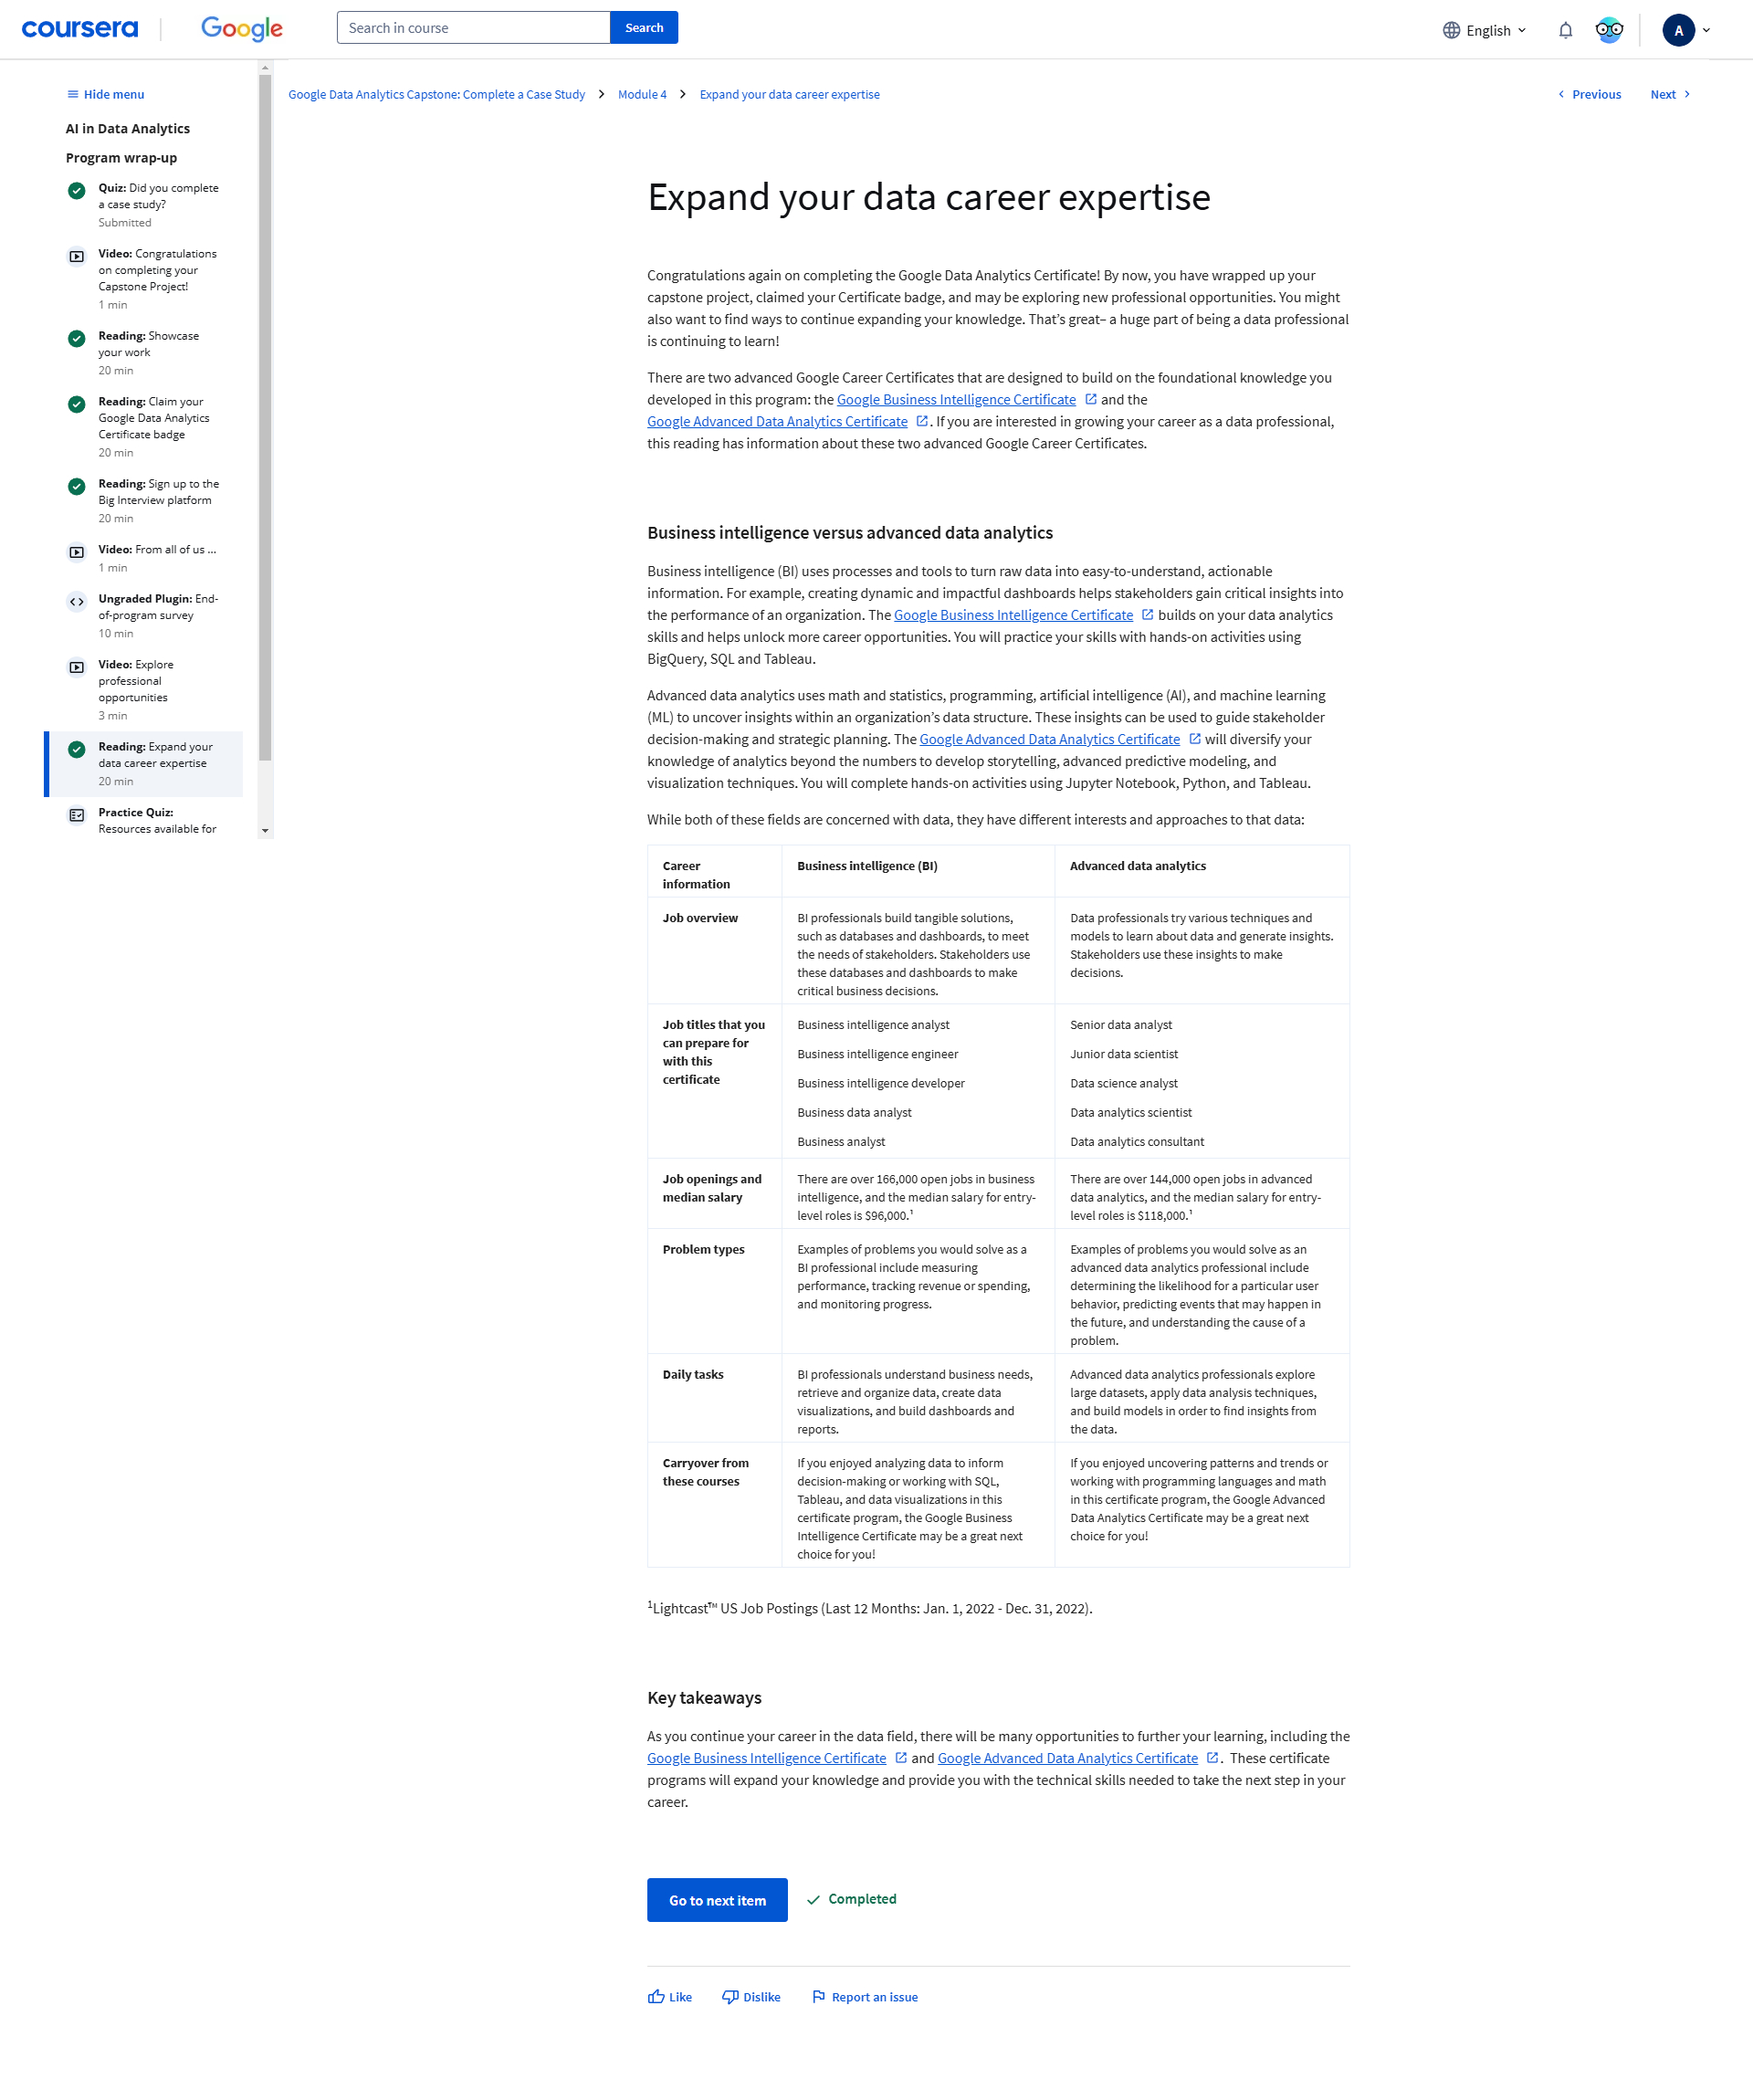 coursera
Google
Search in course
Search
English
A
Hide menu
Google Data Analytics Capstone: Complete a Case Study
Module 4
Expand your data career expertise
Previous
Next
AI in Data Analytics
Program wrap-up
Quiz: Did you complete
a case study?
Submitted
Video: Congratulations
on completing your
Capstone Project!
1 min
Reading: Showcase
your work
20 min
Reading: Claim your
Google Data Analytics
Certificate badge
20 min
Reading: Sign up to the
Big Interview platform
20 min
Video: From all of us ...
1 min
Ungraded Plugin: End-
of-program survey
10 min
Video: Explore
professional
opportunities
3 min
Reading: Expand your
data career expertise
20 min
Practice Quiz:
Resources available for
Expand your data career expertise
Congratulations again on completing the Google Data Analytics Certificate! By now, you have wrapped up your
capstone project, claimed your Certificate badge, and may be exploring new professional opportunities. You might
also want to find ways to continue expanding your knowledge. That’s great– a huge part of being a data professional
is continuing to learn!
There are two advanced Google Career Certificates that are designed to build on the foundational knowledge you
developed in this program: the Google Business Intelligence Certificate and the
Google Advanced Data Analytics Certificate . If you are interested in growing your career as a data professional,
this reading has information about these two advanced Google Career Certificates.
Business intelligence versus advanced data analytics
Business intelligence (BI) uses processes and tools to turn raw data into easy-to-understand, actionable
information. For example, creating dynamic and impactful dashboards helps stakeholders gain critical insights into
the performance of an organization. The Google Business Intelligence Certificate builds on your data analytics
skills and helps unlock more career opportunities. You will practice your skills with hands-on activities using
BigQuery, SQL and Tableau.
Advanced data analytics uses math and statistics, programming, artificial intelligence (AI), and machine learning
(ML) to uncover insights within an organization’s data structure. These insights can be used to guide stakeholder
decision-making and strategic planning. The Google Advanced Data Analytics Certificate will diversify your
knowledge of analytics beyond the numbers to develop storytelling, advanced predictive modeling, and
visualization techniques. You will complete hands-on activities using Jupyter Notebook, Python, and Tableau.
While both of these fields are concerned with data, they have different interests and approaches to that data:
Career
information
Business intelligence (BI)
Advanced data analytics
Job overview
BI professionals build tangible solutions,
such as databases and dashboards, to meet
the needs of stakeholders. Stakeholders use
these databases and dashboards to make
critical business decisions.
Data professionals try various techniques and
models to learn about data and generate insights.
Stakeholders use these insights to make
decisions.
Job titles that you
can prepare for
with this
certificate
Business intelligence analyst
Business intelligence engineer
Business intelligence developer
Business data analyst
Business analyst
Senior data analyst
Junior data scientist
Data science analyst
Data analytics scientist
Data analytics consultant
Job openings and
median salary
There are over 166,000 open jobs in business
intelligence, and the median salary for entry-
level roles is $96,000.¹
There are over 144,000 open jobs in advanced
data analytics, and the median salary for entry-
level roles is $118,000.¹
Problem types
Examples of problems you would solve as a
BI professional include measuring
performance, tracking revenue or spending,
and monitoring progress.
Examples of problems you would solve as an
advanced data analytics professional include
determining the likelihood for a particular user
behavior, predicting events that may happen in
the future, and understanding the cause of a
problem.
Daily tasks
BI professionals understand business needs,
retrieve and organize data, create data
visualizations, and build dashboards and
reports.
Advanced data analytics professionals explore
large datasets, apply data analysis techniques,
and build models in order to find insights from
the data.
Carryover from
these courses
If you enjoyed analyzing data to inform
decision-making or working with SQL,
Tableau, and data visualizations in this
certificate program, the Google Business
Intelligence Certificate may be a great next
choice for you!
If you enjoyed uncovering patterns and trends or
working with programming languages and math
in this certificate program, the Google Advanced
Data Analytics Certificate may be a great next
choice for you!
¹Lightcast™ US Job Postings (Last 12 Months: Jan. 1, 2022 - Dec. 31, 2022).
Key takeaways
As you continue your career in the data field, there will be many opportunities to further your learning, including the
Google Business Intelligence Certificate and Google Advanced Data Analytics Certificate . These certificate
programs will expand your knowledge and provide you with the technical skills needed to take the next step in your
career.
Go to next item
Completed
Like
Dislike
Report an issue